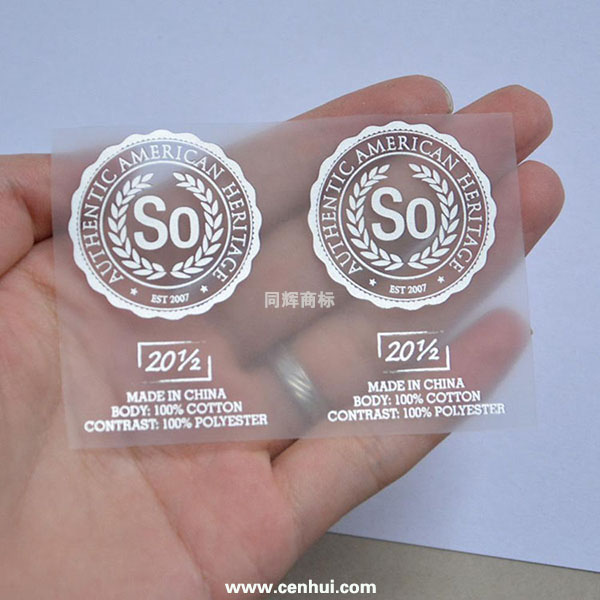 AUTHENTIC AMERICAN HERITAGE
So
EST 2007
20½
MADE IN CHINA
BODY: 100% COTTON
CONTRAST: 100% POLYESTER
AUTHENTIC AMERICAN HERITAGE
So
EST 2007
20½
MADE IN CHINA
BODY: 100% COTTON
CONTRAST: 100% POLYESTER
同辉商标
www.cenhui.com